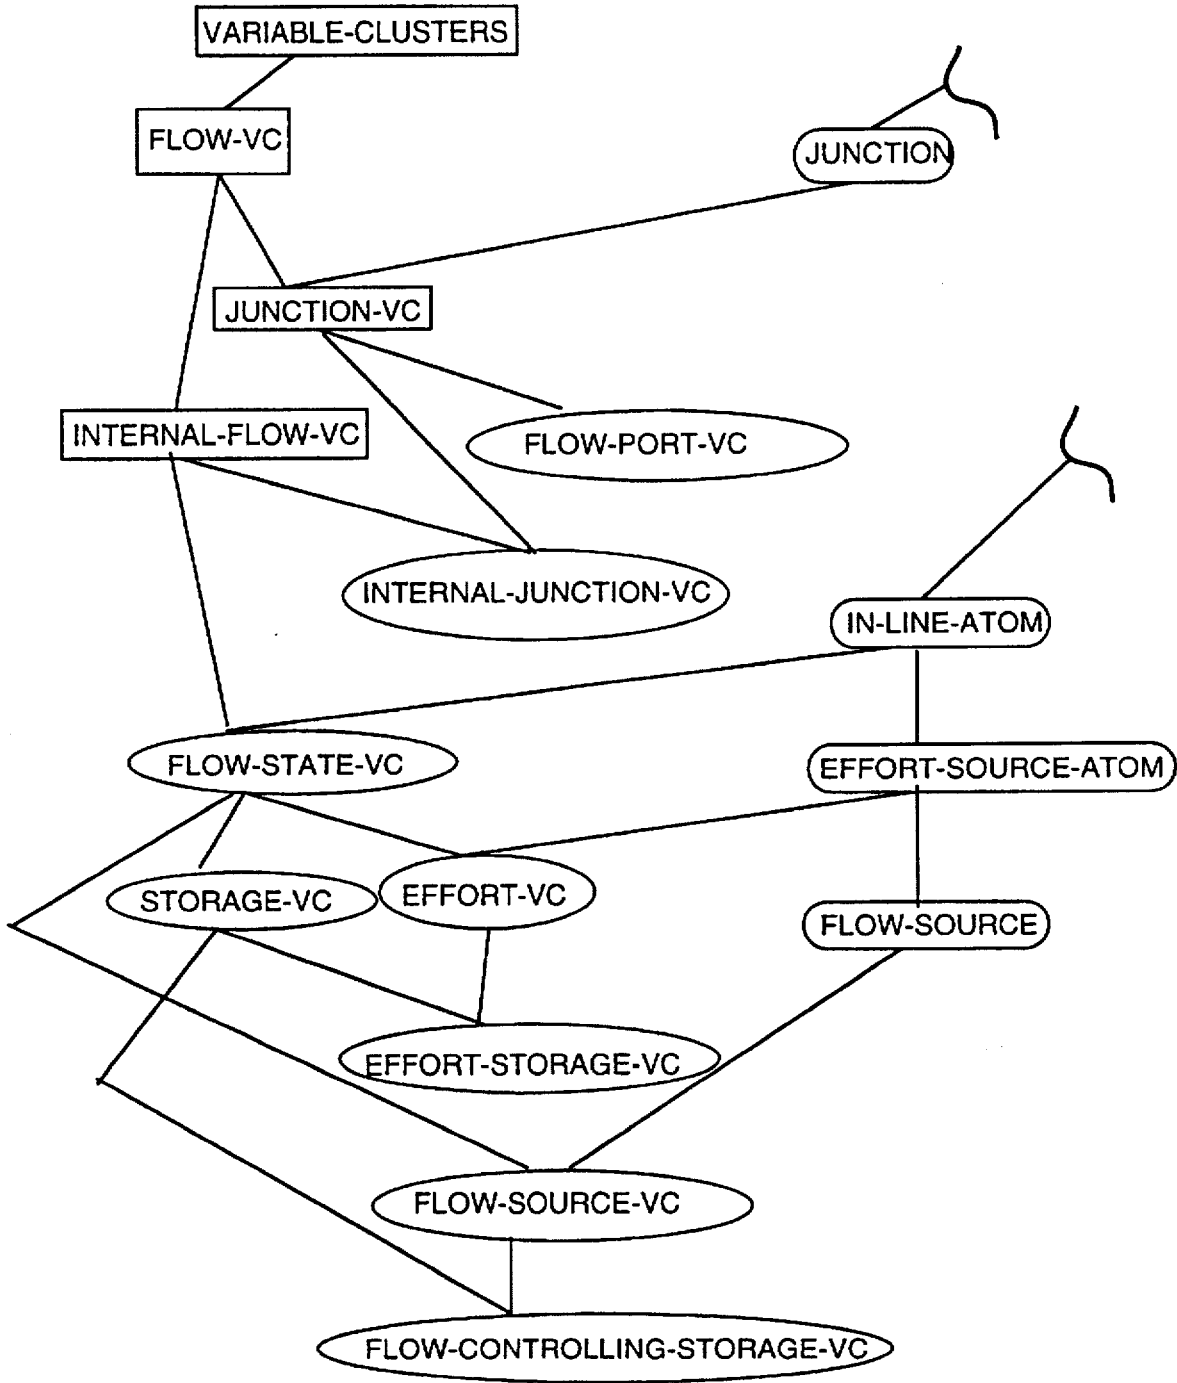 VARIABLE-CLUSTERS
FLOW-VC
JUNCTION
JUNCTION-VC
INTERNAL-FLOW-VC
FLOW-PORT-VC
INTERNAL-JUNCTION-VC
IN-LINE-ATOM
FLOW-STATE-VC
EFFORT-SOURCE-ATOM
STORAGE-VC
EFFORT-VC
FLOW-SOURCE
EFFORT-STORAGE-VC
FLOW-SOURCE-VC
FLOW-CONTROLLING-STORAGE-VC